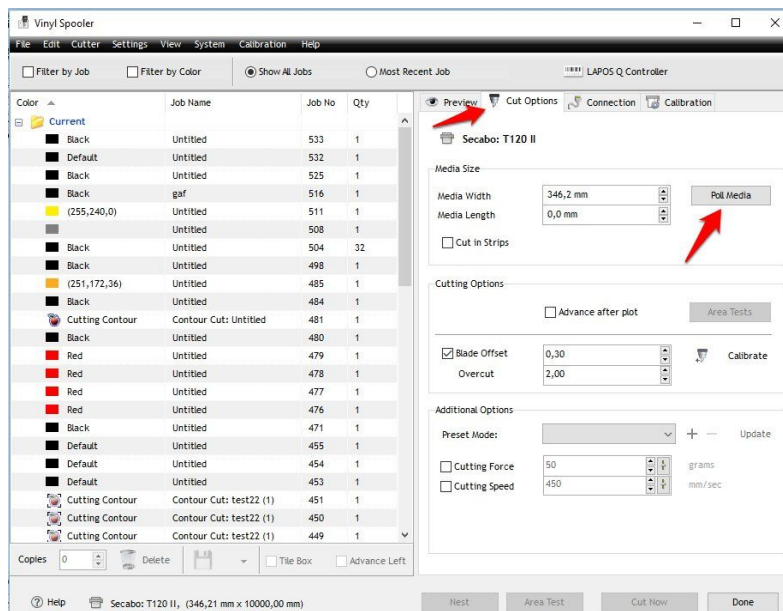 Vinyl Spooler
File Edit Cutter Settings View System Calibration Help
Filter by Job Filter by Color Show All Jobs Most Recent Job LAPOS Q Controller
Color Job Name Job No Qty
Current
Black Untitled 533 1
Default Untitled 532 1
Black Untitled 525 1
Black gaf 516 1
(255,240,0) Untitled 511 1
Untitled 508 1
Black Untitled 504 32
Black Untitled 498 1
(251,172,36) Untitled 485 1
Black Untitled 484 1
Cutting Contour Contour Cut: Untitled 481 1
Black Untitled 480 1
Red Untitled 479 1
Red Untitled 478 1
Red Untitled 477 1
Red Untitled 476 1
Black Untitled 471 1
Default Untitled 455 1
Default Untitled 454 1
Default Untitled 453 1
Cutting Contour Contour Cut: test22 (1) 451 1
Cutting Contour Contour Cut: test22 (1) 450 1
Cutting Contour Contour Cut: test22 (1) 449 1
Copies 0 Delete Tile Box Advance Left
Preview Cut Options Connection Calibration
Secabo: T120 II
Media Size
Media Width 346,2 mm Poll Media
Media Length 0,0 mm
Cut in Strips
Cutting Options
Advance after plot Area Tests
Blade Offset 0,30 Calibrate
Overcut 2,00
Additional Options
Preset Mode: Update
Cutting Force 50 grams
Cutting Speed 450 mm/sec
Help Secabo: T120 II, (346,21 mm x 10000,00 mm) Nest Area Test Cut Now Done